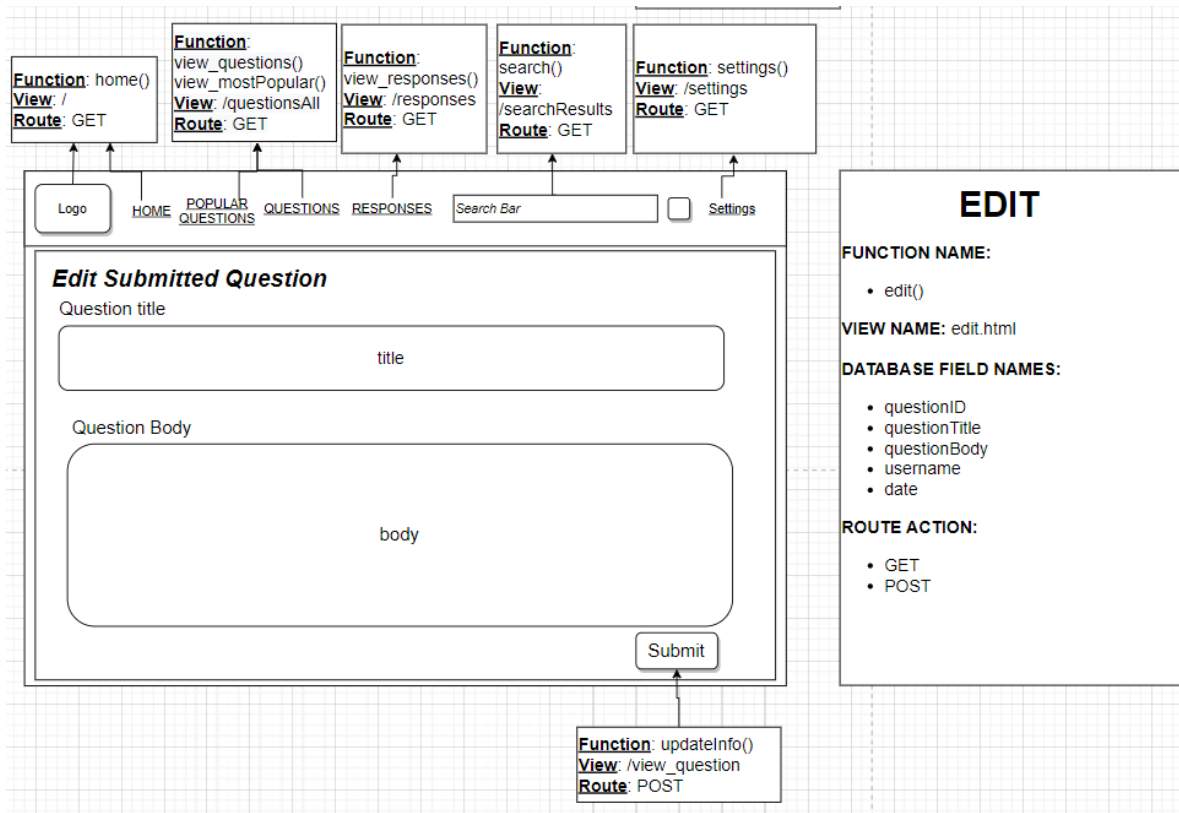 Function: home()
View: /
Route: GET
Function:
view_questions()
view_mostPopular()
View: /questionsAll
Route: GET
Function:
view_responses()
View: /responses
Route: GET
Function:
search()
View:
/searchResults
Route: GET
Function: settings()
View: /settings
Route: GET
Logo
HOME
POPULAR
QUESTIONS
QUESTIONS
RESPONSES
Search Bar
Settings
Edit Submitted Question
Question title
title
Question Body
body
Submit
Function: updateInfo()
View: /view_question
Route: POST
EDIT
FUNCTION NAME:
• edit()
VIEW NAME: edit.html
DATABASE FIELD NAMES:
• questionID
• questionTitle
• questionBody
• username
• date
ROUTE ACTION:
• GET
• POST